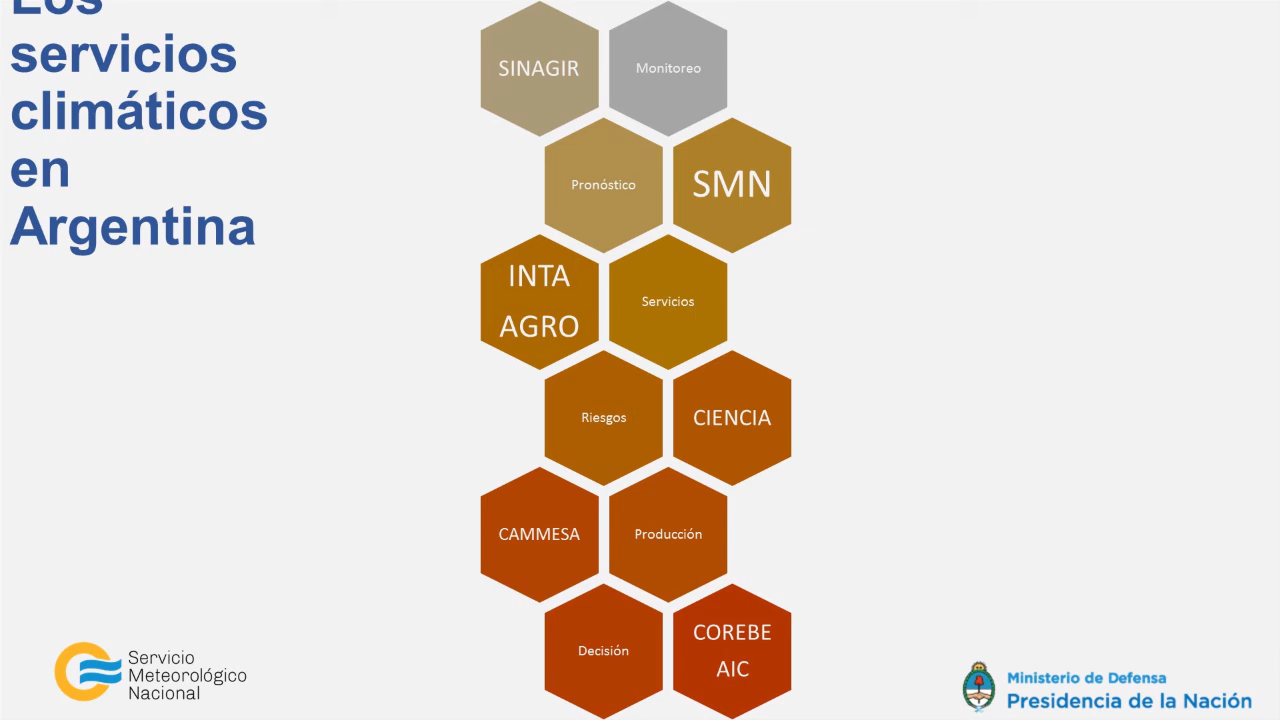 Los
servicios
climáticos
en
Argentina
SINAGIR
Monitoreo
Pronóstico
SMN
INTA
AGRO
Servicios
Riesgos
CIENCIA
CAMMESA
Producción
Decisión
COREBE
AIC
Servicio
Meteorológico
Nacional
Ministerio de Defensa
Presidencia de la Nación